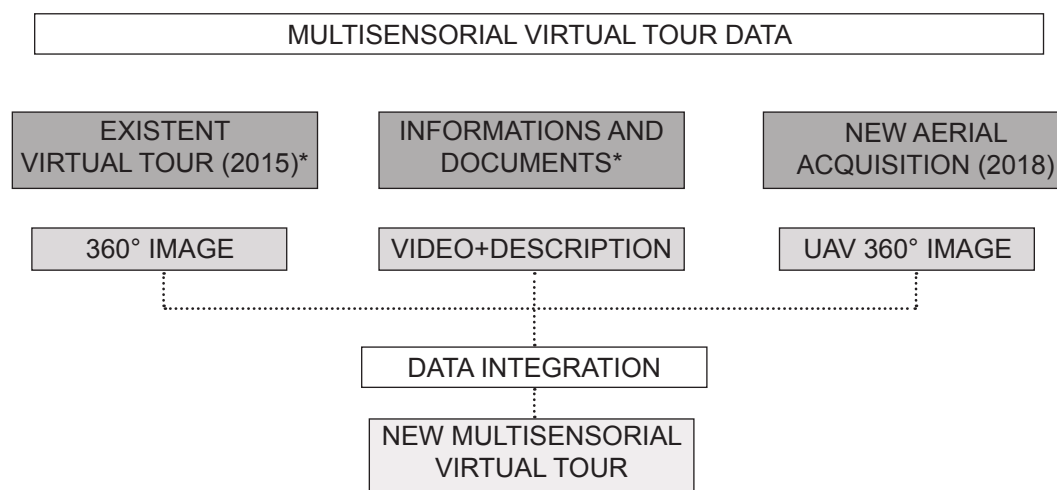 MULTISENSORIAL VIRTUAL TOUR DATA
EXISTENT
VIRTUAL TOUR (2015)*
INFORMATIONS AND
DOCUMENTS*
NEW AERIAL
ACQUISITION (2018)
360° IMAGE
VIDEO+DESCRIPTION
UAV 360° IMAGE
DATA INTEGRATION
NEW MULTISENSORIAL
VIRTUAL TOUR